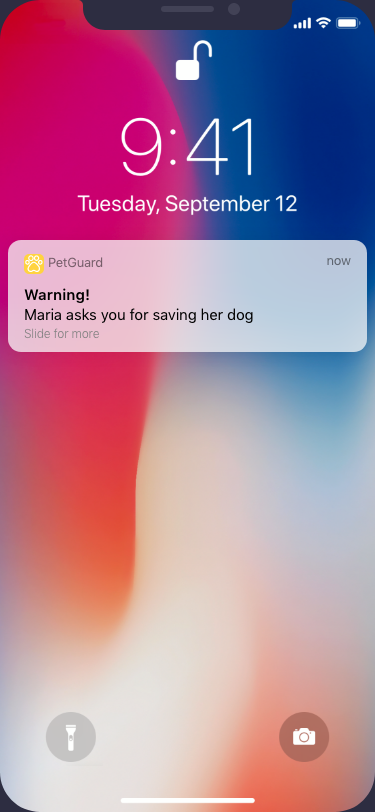 9:41
Tuesday, September 12
PetGuard now
Warning!
Maria asks you for saving her dog
Slide for more